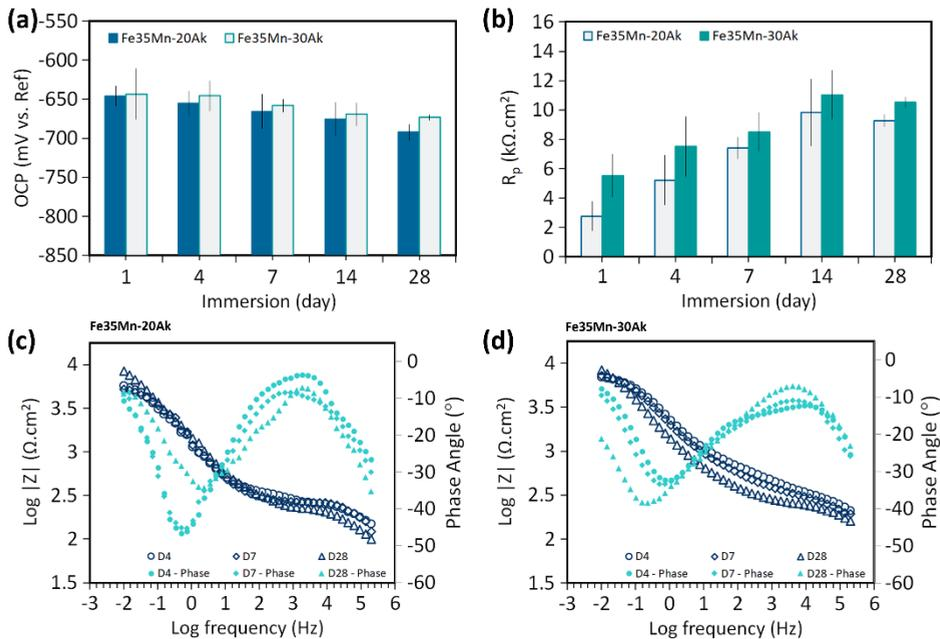 (a)
-550
-600
-650
-700
-750
-800
-850
OCP (mV vs. Ref)
Fe35Mn-20Ak
Fe35Mn-30Ak
1 4 7 14 28
Immersion (day)
(b)
16
14
12
10
8
6
4
2
0
Rp (kΩ.cm²)
Fe35Mn-20Ak
Fe35Mn-30Ak
1 4 7 14 28
Immersion (day)
(c)
Fe35Mn-20Ak
4
3.5
3
2.5
2
1.5
Log |Z| (Ω.cm²)
0
-10
-20
-30
-40
-50
-60
Phase Angle (°)
D4 D7 D28
D4 - Phase D7 - Phase D28 - Phase
-3 -2 -1 0 1 2 3 4 5 6
Log frequency (Hz)
(d)
Fe35Mn-30Ak
4
3.5
3
2.5
2
1.5
Log |Z| (Ω.cm²)
0
-10
-20
-30
-40
-50
-60
Phase Angle (°)
D4 D7 D28
D4 - Phase D7 - Phase D28 - Phase
-3 -2 -1 0 1 2 3 4 5 6
Log frequency (Hz)